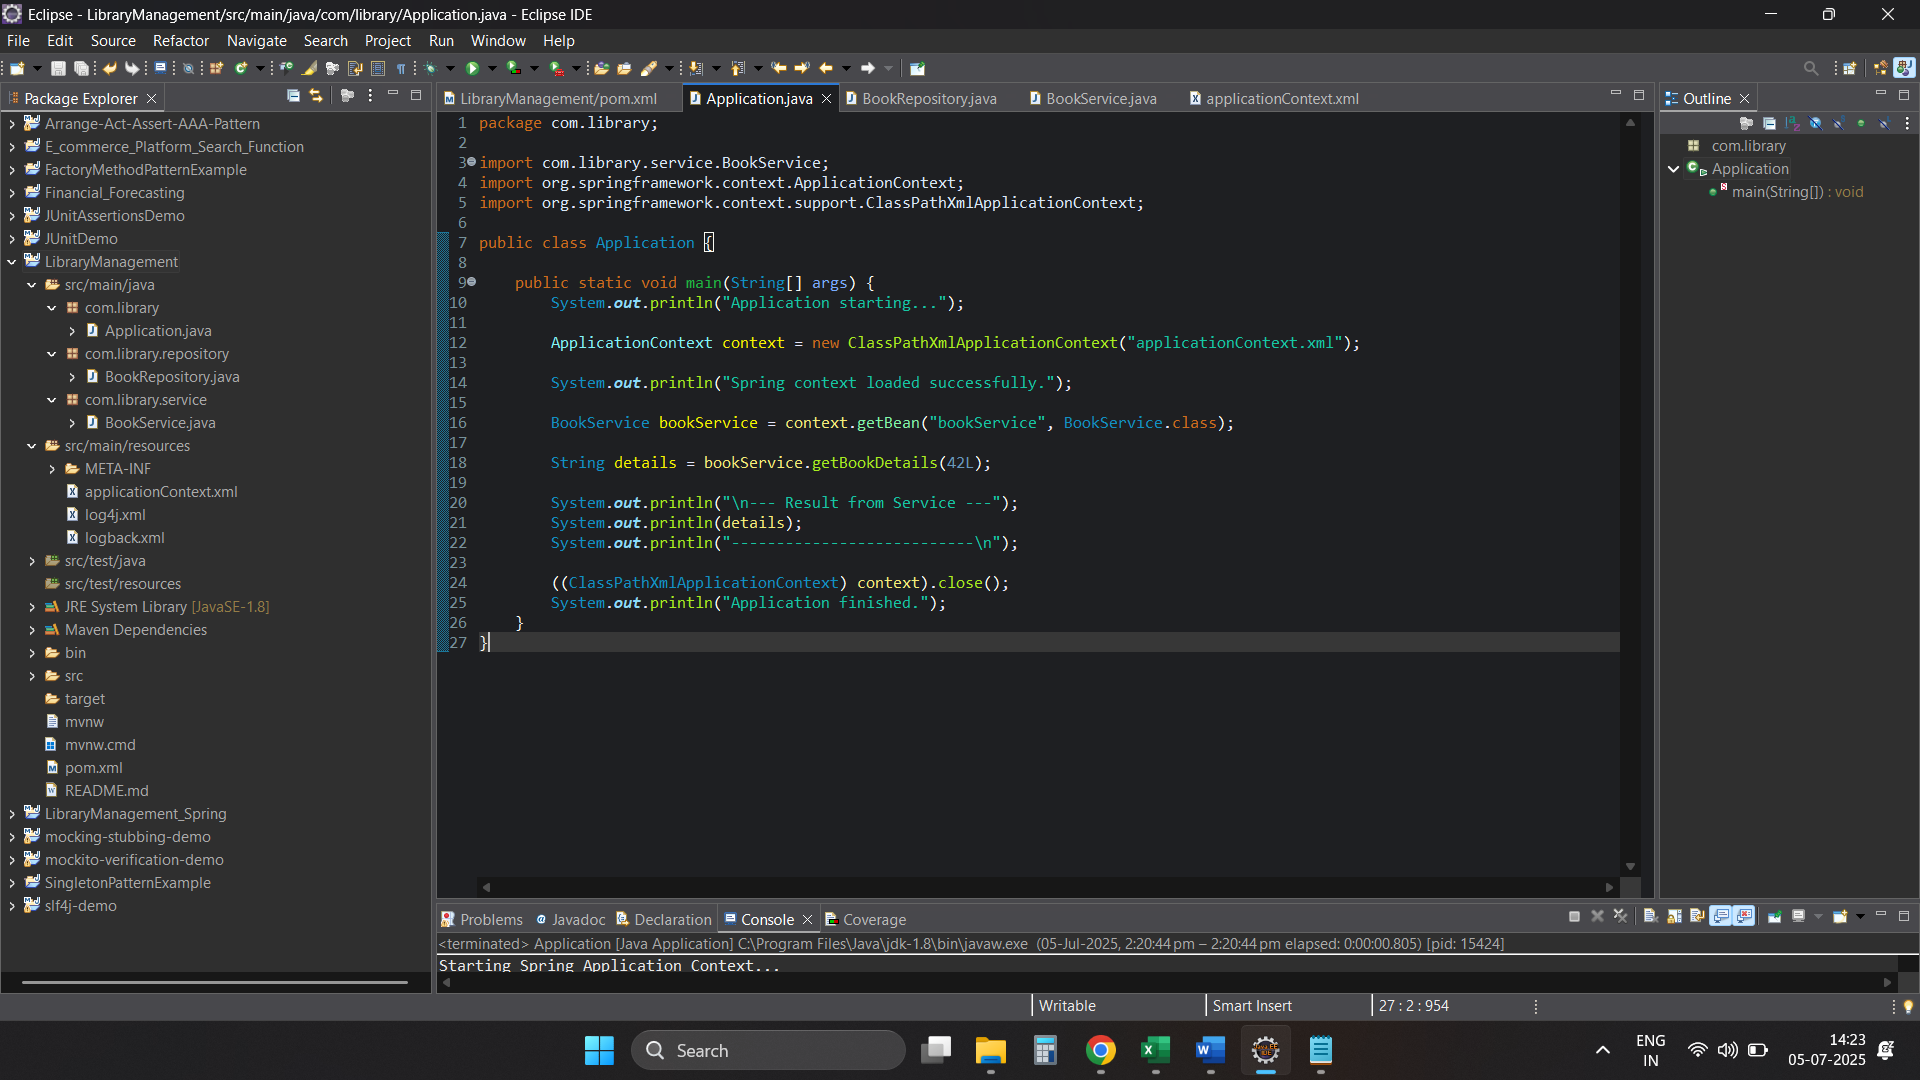 Eclipse - LibraryManagement/src/main/java/com/library/Application.java - Eclipse IDE
File Edit Source Refactor Navigate Search Project Run Window Help
Package Explorer
Arrange-Act-Assert-AAA-Pattern
E_commerce_Platform_Search_Function
FactoryMethodPatternExample
Financial_Forecasting
JUnitAssertionsDemo
JUnitDemo
LibraryManagement
src/main/java
com.library
Application.java
com.library.repository
BookRepository.java
com.library.service
BookService.java
src/main/resources
META-INF
applicationContext.xml
log4j.xml
logback.xml
src/test/java
src/test/resources
JRE System Library [JavaSE-1.8]
Maven Dependencies
bin
src
target
mvnw
mvnw.cmd
pom.xml
README.md
LibraryManagement_Spring
mocking-stubbing-demo
mockito-verification-demo
SingletonPatternExample
slf4j-demo
LibraryManagement/pom.xml Application.java BookRepository.java BookService.java applicationContext.xml
1 package com.library;
2
3 import com.library.service.BookService;
4 import org.springframework.context.ApplicationContext;
5 import org.springframework.context.support.ClassPathXmlApplicationContext;
6
7 public class Application {
8
9     public static void main(String[] args) {
10         System.out.println("Application starting...");
11
12         ApplicationContext context = new ClassPathXmlApplicationContext("applicationContext.xml");
13
14         System.out.println("Spring context loaded successfully.");
15
16         BookService bookService = context.getBean("bookService", BookService.class);
17
18         String details = bookService.getBookDetails(42L);
19
20         System.out.println("\n--- Result from Service ---");
21         System.out.println(details);
22         System.out.println("---------------------------\n");
23
24         ((ClassPathXmlApplicationContext) context).close();
25         System.out.println("Application finished.");
26     }
27 }
Outline
com.library
Application
main(String[]) : void
Problems Javadoc Declaration Console Coverage
<terminated> Application [Java Application] C:\Program Files\Java\jdk-1.8\bin\javaw.exe (05-Jul-2025, 2:20:44 pm – 2:20:44 pm elapsed: 0:00:00.805) [pid: 15424]
Starting Spring Application Context...
Writable Smart Insert 27 : 2 : 954
Search
ENG
IN
14:23
05-07-2025